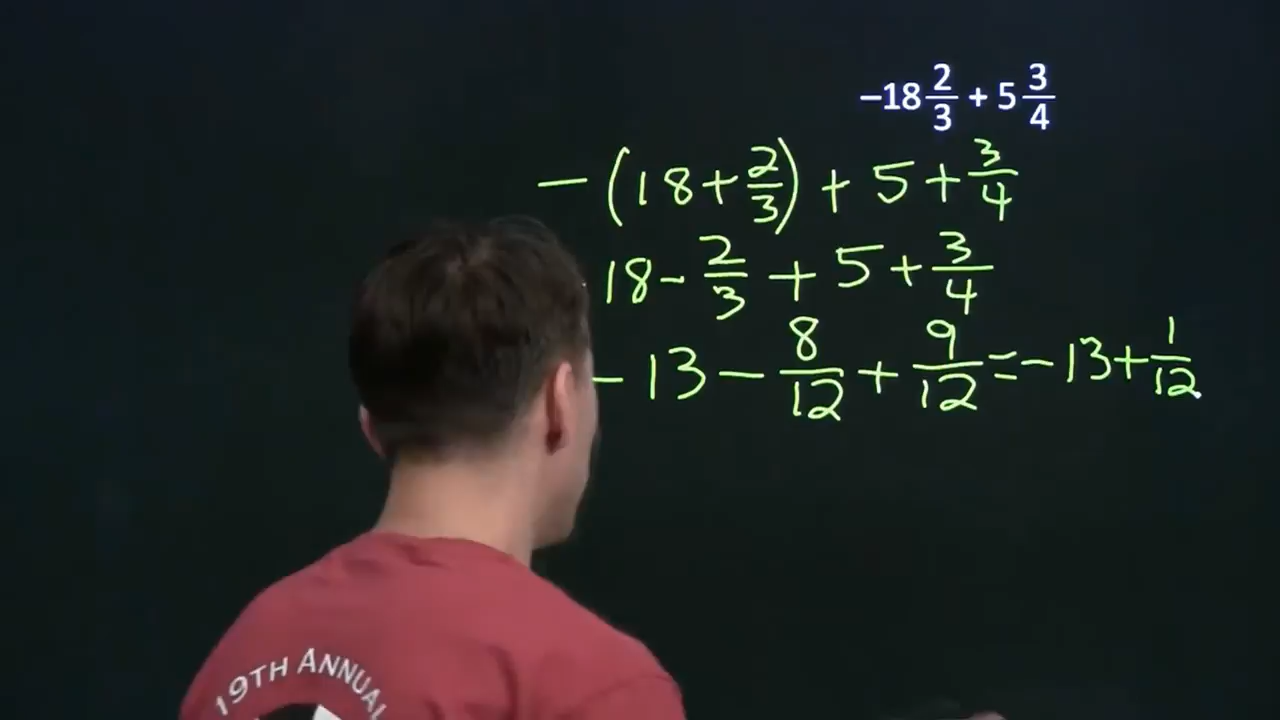 –18 2/3 + 5 3/4
−(18+2/3)+5+3/4
18-2/3+5+3/4
-13-8/12+9/12=-13+1/12
19TH ANNUAL